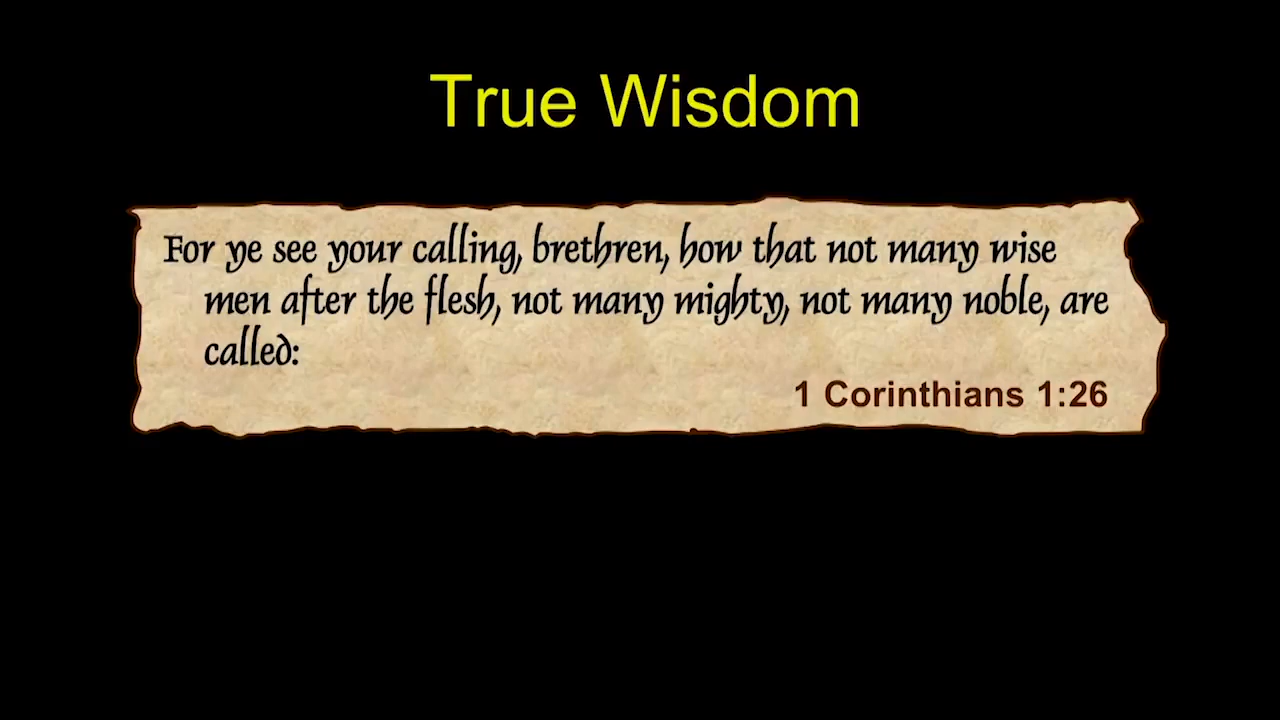 True Wisdom
For ye see your calling, brethren, how that not many wise
men after the flesh, not many mighty, not many noble, are
called:
1 Corinthians 1:26